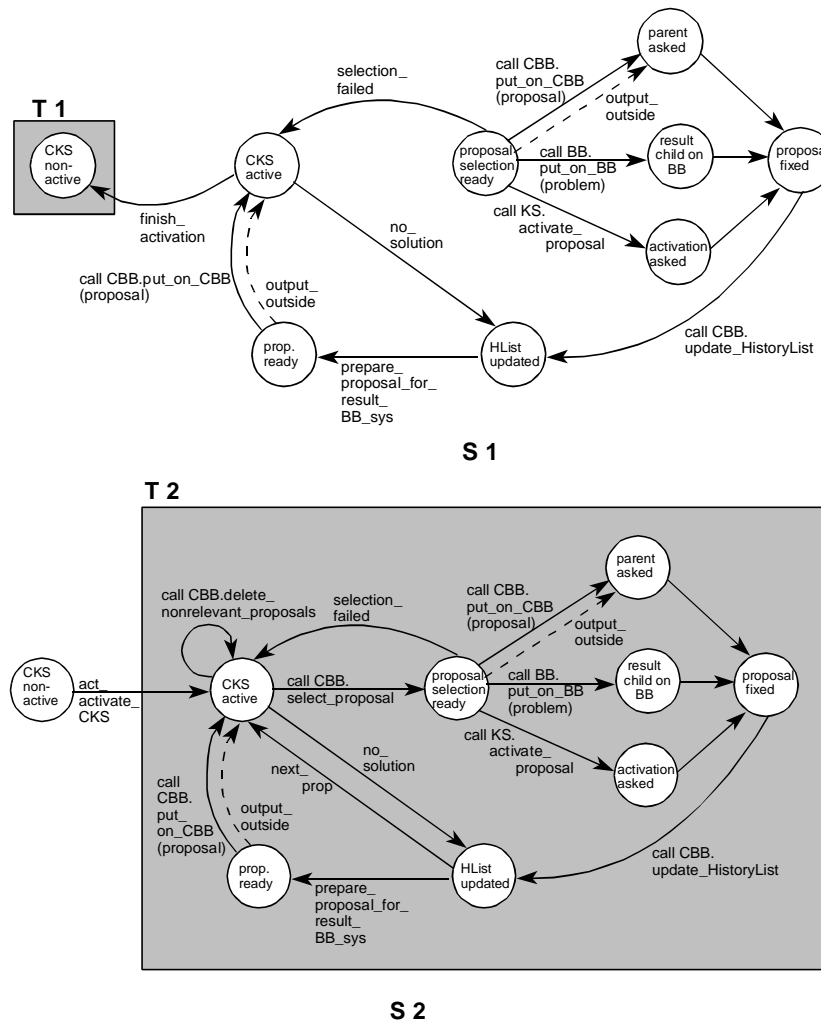 parent
asked
call CBB.
put_on_CBB
(proposal)
output_
outside
selection_
failed
T 1
CKS
non-
active
CKS
active
proposal
selection
ready
call BB.
put_on_BB
(problem)
result
child on
BB
proposal
fixed
finish_
activation
no_
solution
call KS.
activate_
proposal
activation
asked
call CBB.put_on_CBB
(proposal)
output_
outside
prop.
ready
prepare_
proposal_for_
result_
BB_sys
HList
updated
call CBB.
update_HistoryList
S 1
T 2
parent
asked
call CBB.delete_
nonrelevant_proposals
selection_
failed
call CBB.
put_on_CBB
(proposal)
output_
outside
CKS
non-
active
act_
activate_
CKS
CKS
active
call CBB.
select_proposal
proposal
selection
ready
call BB.
put_on_BB
(problem)
result
child on
BB
proposal
fixed
call KS.
activate_
proposal
activation
asked
no_
solution
next_
prop
call
CBB.
put_
on_CBB
(proposal)
output_
outside
prop.
ready
prepare_
proposal_for_
result_
BB_sys
HList
updated
call CBB.
update_HistoryList
S 2